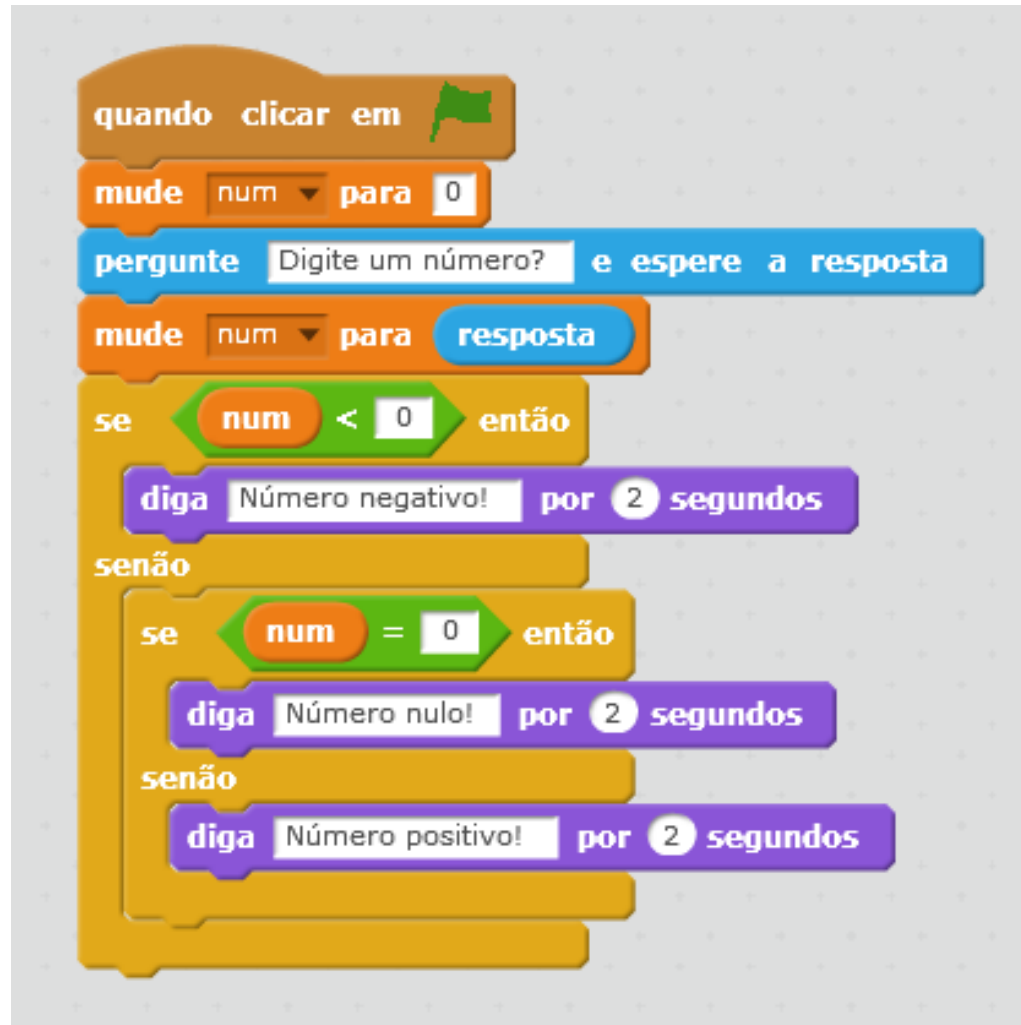 quando clicar em
mude num para 0
pergunte Digite um número? e espere a resposta
mude num para resposta
se num < 0 então
diga Número negativo! por 2 segundos
senão
se num = 0 então
diga Número nulo! por 2 segundos
senão
diga Número positivo! por 2 segundos